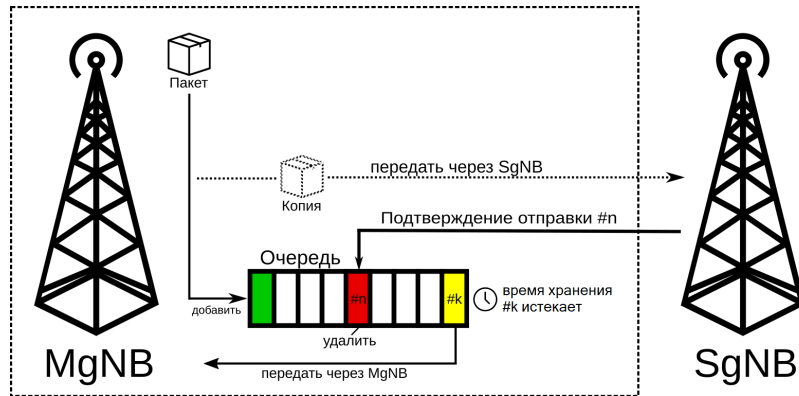 Пакет
передать через SgNB
Копия
Подтверждение отправки #n
Очередь
#n
#k
время хранения
#k истекает
добавить
удалить
передать через MgNB
MgNB
SgNB